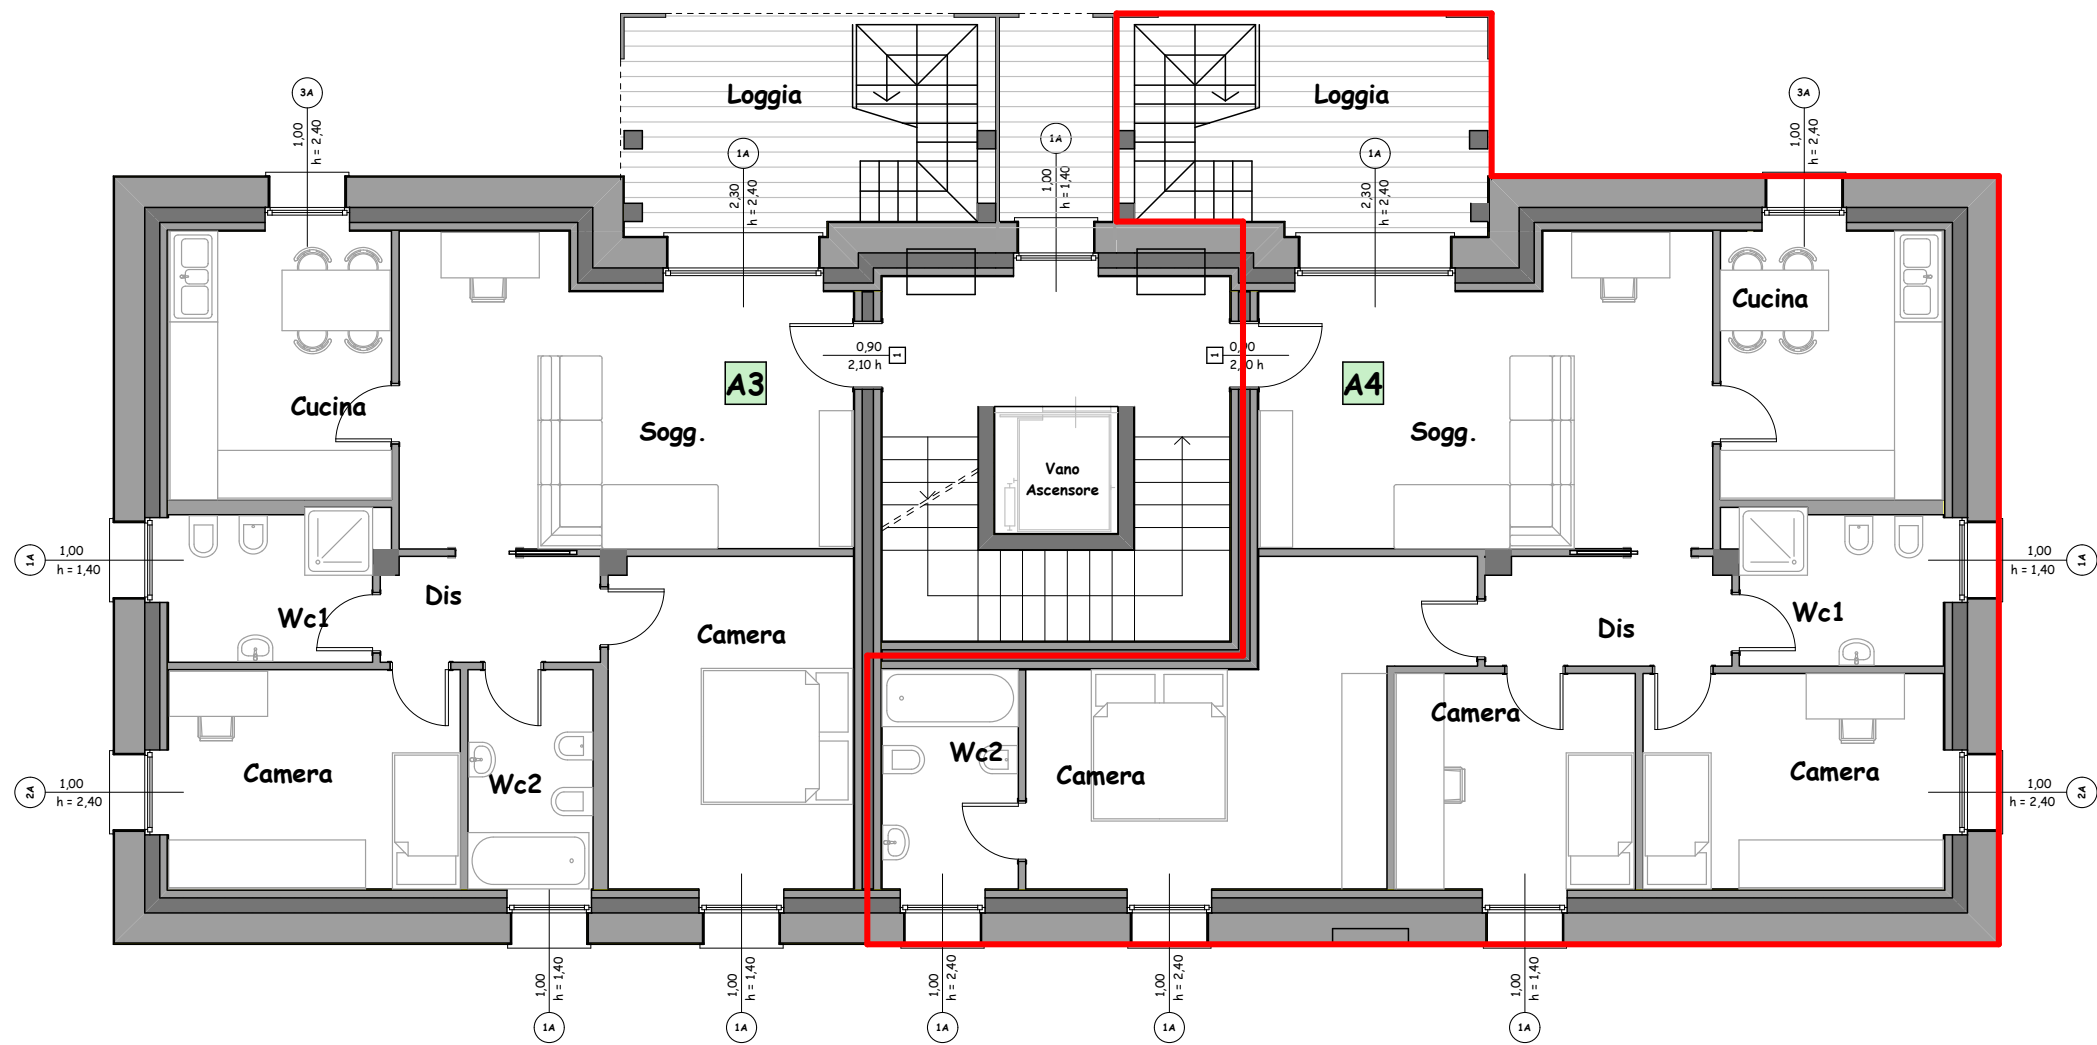 3A
1,00
h = 2,40
Loggia
1A
2,30
h = 2,40
1A
1,00
h = 1,40
Loggia
1A
2,30
h = 2,40
3A
1,00
h = 2,40
Cucina
A3
Sogg.
0,90
2,10 h
1
1
0,90
2,10 h
A4
Sogg.
Cucina
Vano
Ascensore
1A
1,00
h = 1,40
Wc1
Dis
Camera
Dis
Wc1
1,00
h = 1,40
1A
2A
1,00
h = 2,40
Camera
Wc2
Wc2
Camera
Camera
Camera
1,00
h = 2,40
2A
1,00
h = 1,40
1A
1,00
h = 1,40
1A
1,00
h = 2,40
1A
1,00
h = 2,40
1A
1,00
h = 1,40
1A